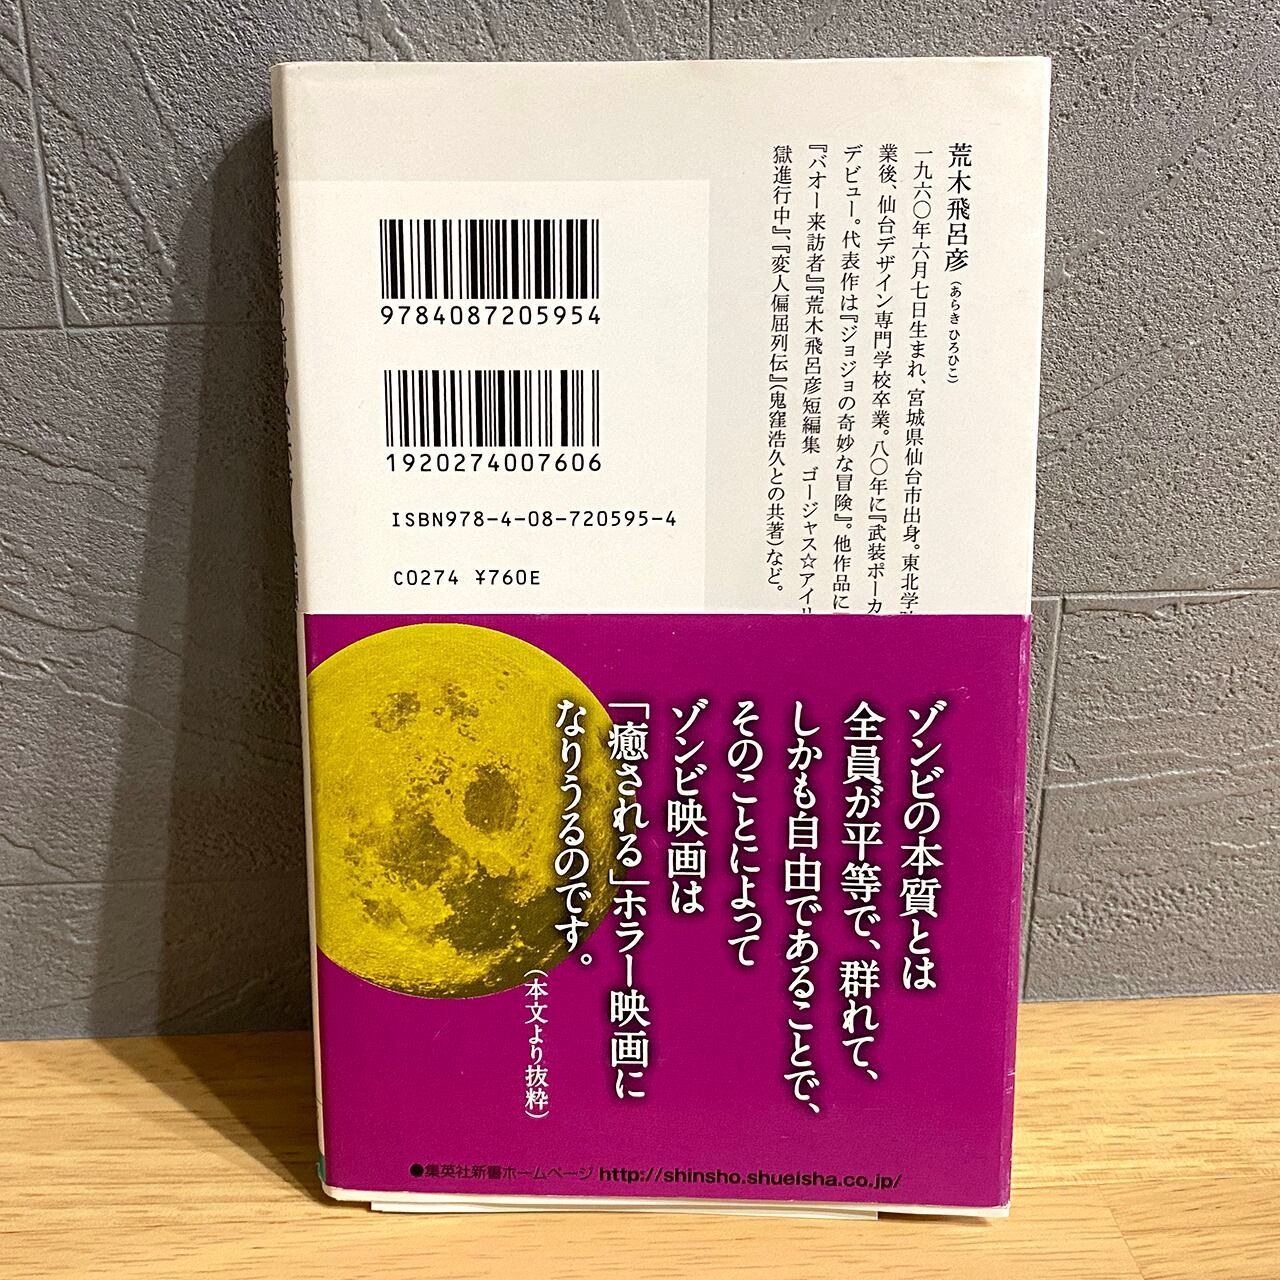 荒木飛呂彦(あらき ひろひこ)
一九六〇年六月七日生まれ、宮城県仙台市出身。東北学
業後、仙台デザイン専門学校卒業。八〇年に『武装ポーカ
デビュー。代表作は『ジョジョの奇妙な冒険』。他作品に
『バオー来訪者』『荒木飛呂彦短編集 ゴージャス☆アイリ
獄進行中』、『変人偏屈列伝』(鬼窪浩久との共著)など。
9784087205954
1920274007606
ISBN978-4-08-720595-4
C0274 ¥760E
ゾンビの本質とは
全員が平等で、群れて、
しかも自由であることで、
そのことによって
ゾンビ映画は
「癒される」ホラー映画に
なりうるのです。
(本文より抜粋)
●集英社新書ホームページ http://shinsho.shueisha.co.jp/